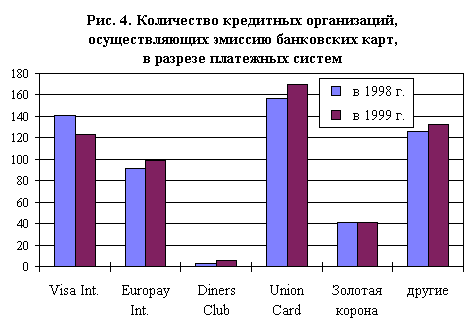 Рис. 4. Количество кредитных организаций,
осуществляющих эмиссию банковских карт,
в разрезе платежных систем
180
160
140
120
100
80
60
40
20
0
в 1998 г.
в 1999 г.
Visa Int.
Europay
Int.
Diners
Club
Union
Card
Золотая
корона
другие